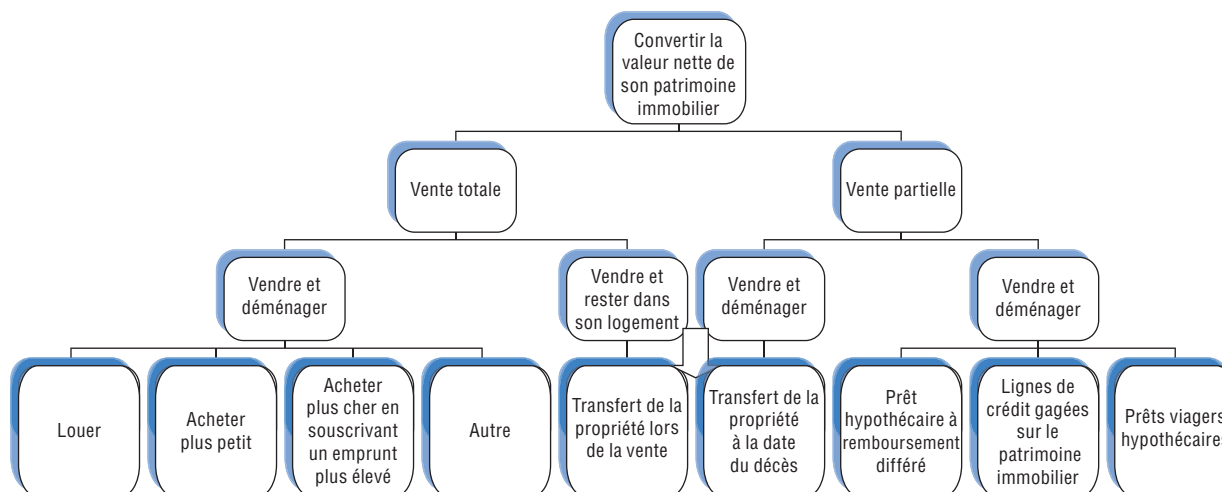 Convertir la
valeur nette de
son patrimoine
immobilier
Vente totale
Vente partielle
Vendre et
déménager
Vendre et
rester dans
son logement
Vendre et
déménager
Vendre et
déménager
Louer
Acheter
plus petit
Acheter
plus cher en
souscrivant
un emprunt
plus élevé
Autre
Transfert de la
propriété lors
de la vente
Transfert de la
propriété
à la date
du décès
Prêt
hypothécaire à
remboursement
différé
Lignes de
crédit gagées
sur le
patrimoine
immobilier
Prêts viagers
hypothécaires